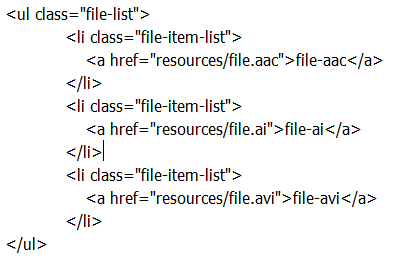 <ul class="file-list">
<li class="file-item-list">
<a href="resources/file.aac">file-aac</a>
</li>
<li class="file-item-list">
<a href="resources/file.ai">file-ai</a>
</li>
<li class="file-item-list">
<a href="resources/file.avi">file-avi</a>
</li>
</ul>